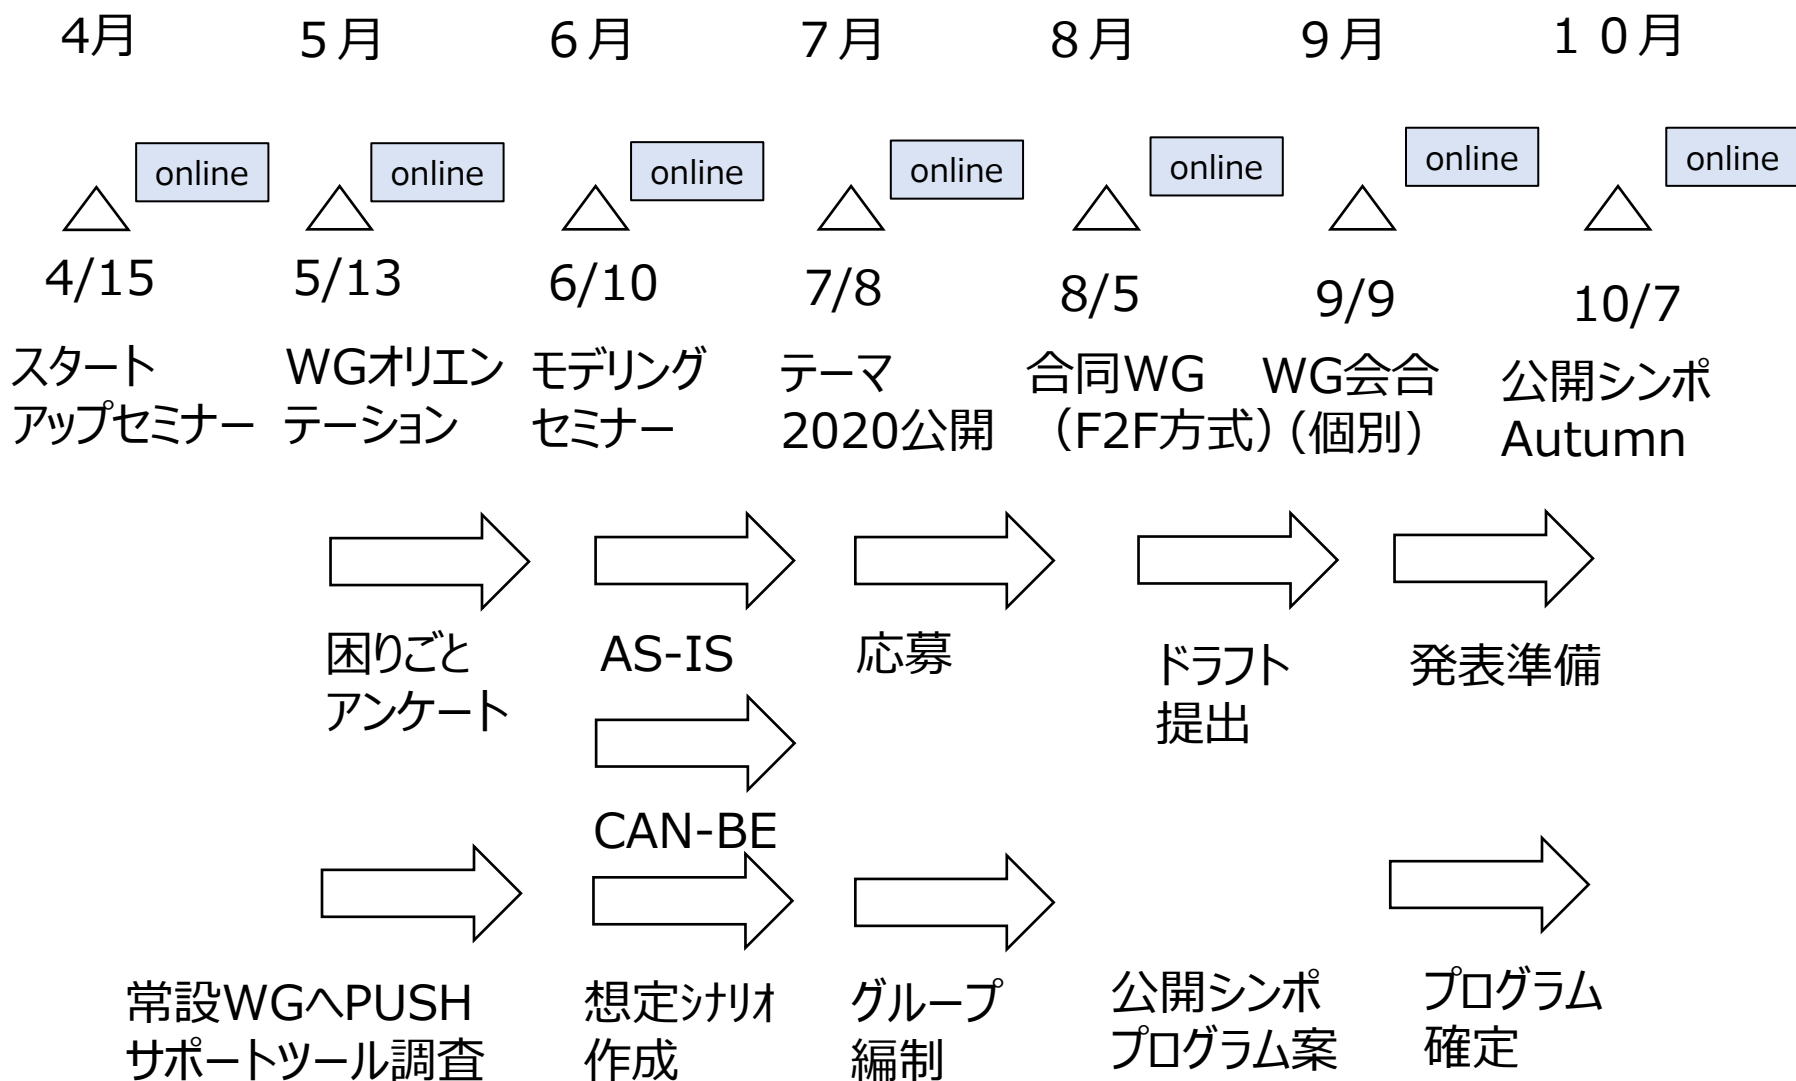 4月
５月
６月
７月
８月
９月
１０月
online
online
online
online
online
online
online
4/15
5/13
6/10
7/8
8/5
9/9
10/7
スタート
アップセミナー
WGオリエン
テーション
モデリング
セミナー
テーマ
2020公開
合同WG
（F2F方式）
WG会合
（個別）
公開シンポ
Autumn
困りごと
アンケート
AS-IS
応募
ドラフト
提出
発表準備
CAN-BE
常設WGへPUSH
サポートツール調査
想定シナリオ
作成
グループ
編制
公開シンポ
プログラム案
プログラム
確定